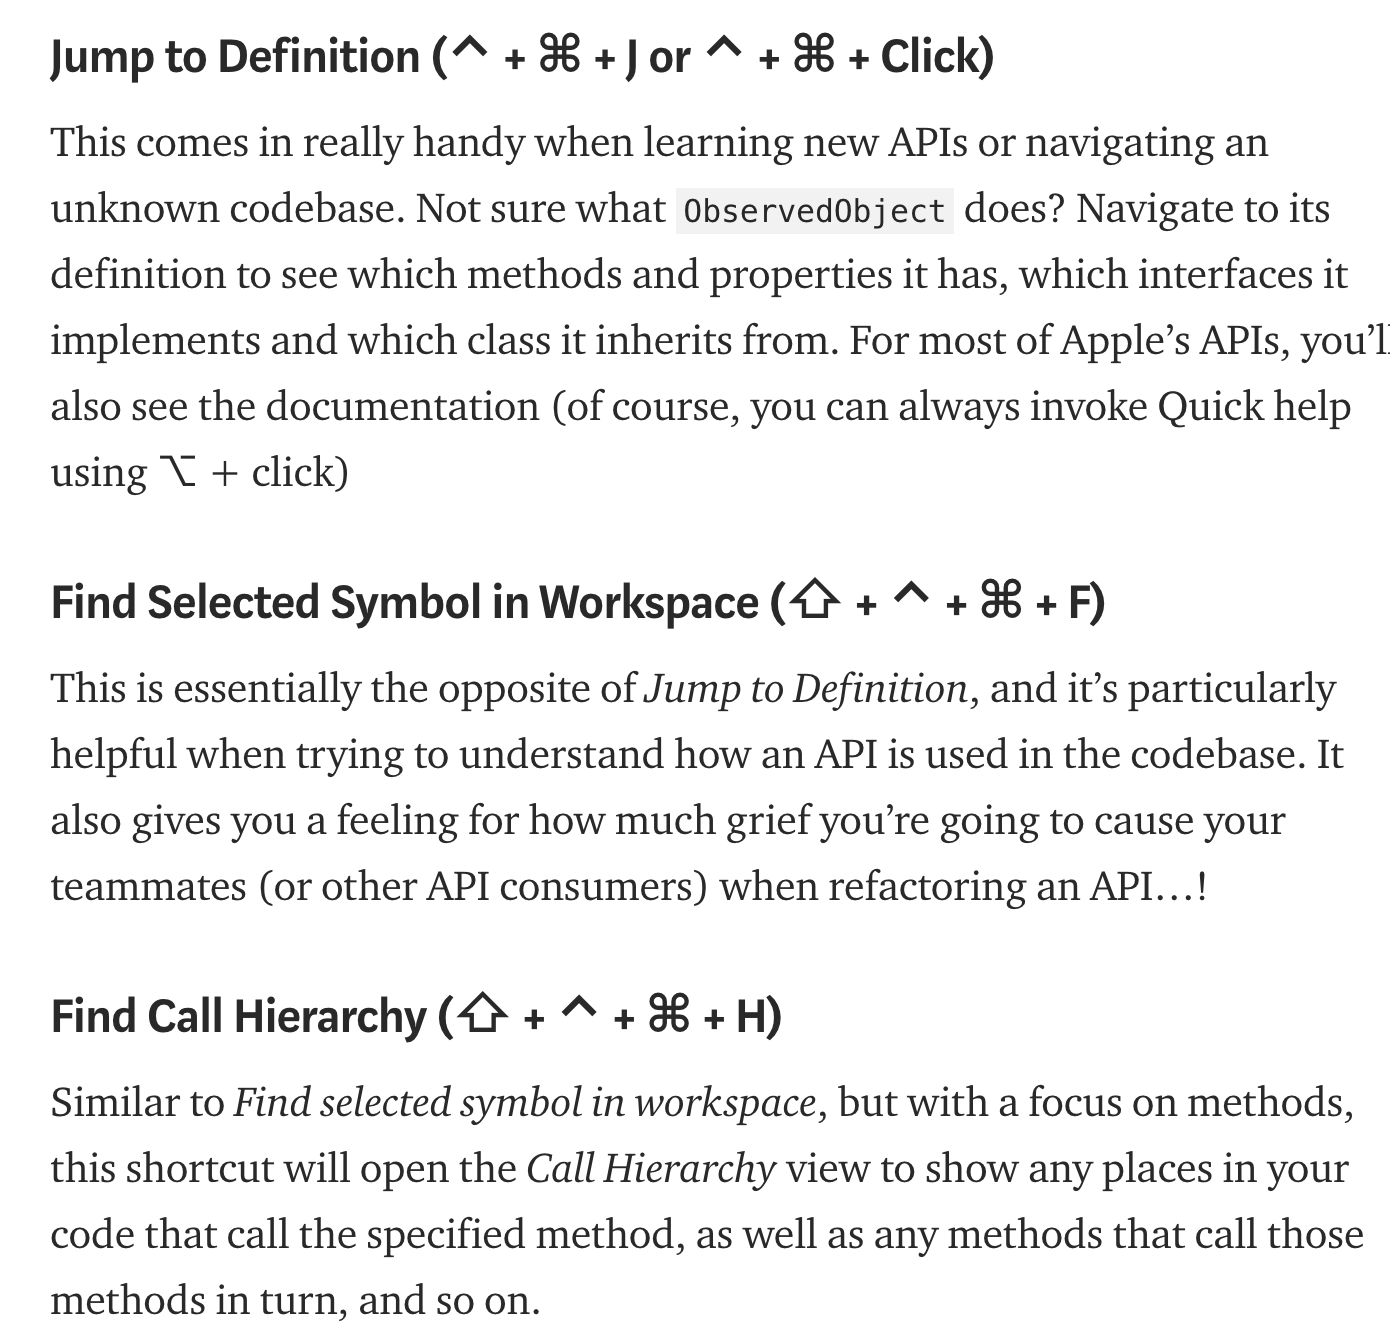 Jump to Definition (⌃ + ⌘ + J or ⌃ + ⌘ + Click)
This comes in really handy when learning new APIs or navigating an
unknown codebase. Not sure what ObservedObject does? Navigate to its
definition to see which methods and properties it has, which interfaces it
implements and which class it inherits from. For most of Apple’s APIs, you’ll
also see the documentation (of course, you can always invoke Quick help
using ⌥ + click)
Find Selected Symbol in Workspace (⇧ + ⌃ + ⌘ + F)
This is essentially the opposite of Jump to Definition, and it’s particularly
helpful when trying to understand how an API is used in the codebase. It
also gives you a feeling for how much grief you’re going to cause your
teammates (or other API consumers) when refactoring an API…!
Find Call Hierarchy (⇧ + ⌃ + ⌘ + H)
Similar to Find selected symbol in workspace, but with a focus on methods,
this shortcut will open the Call Hierarchy view to show any places in your
code that call the specified method, as well as any methods that call those
methods in turn, and so on.